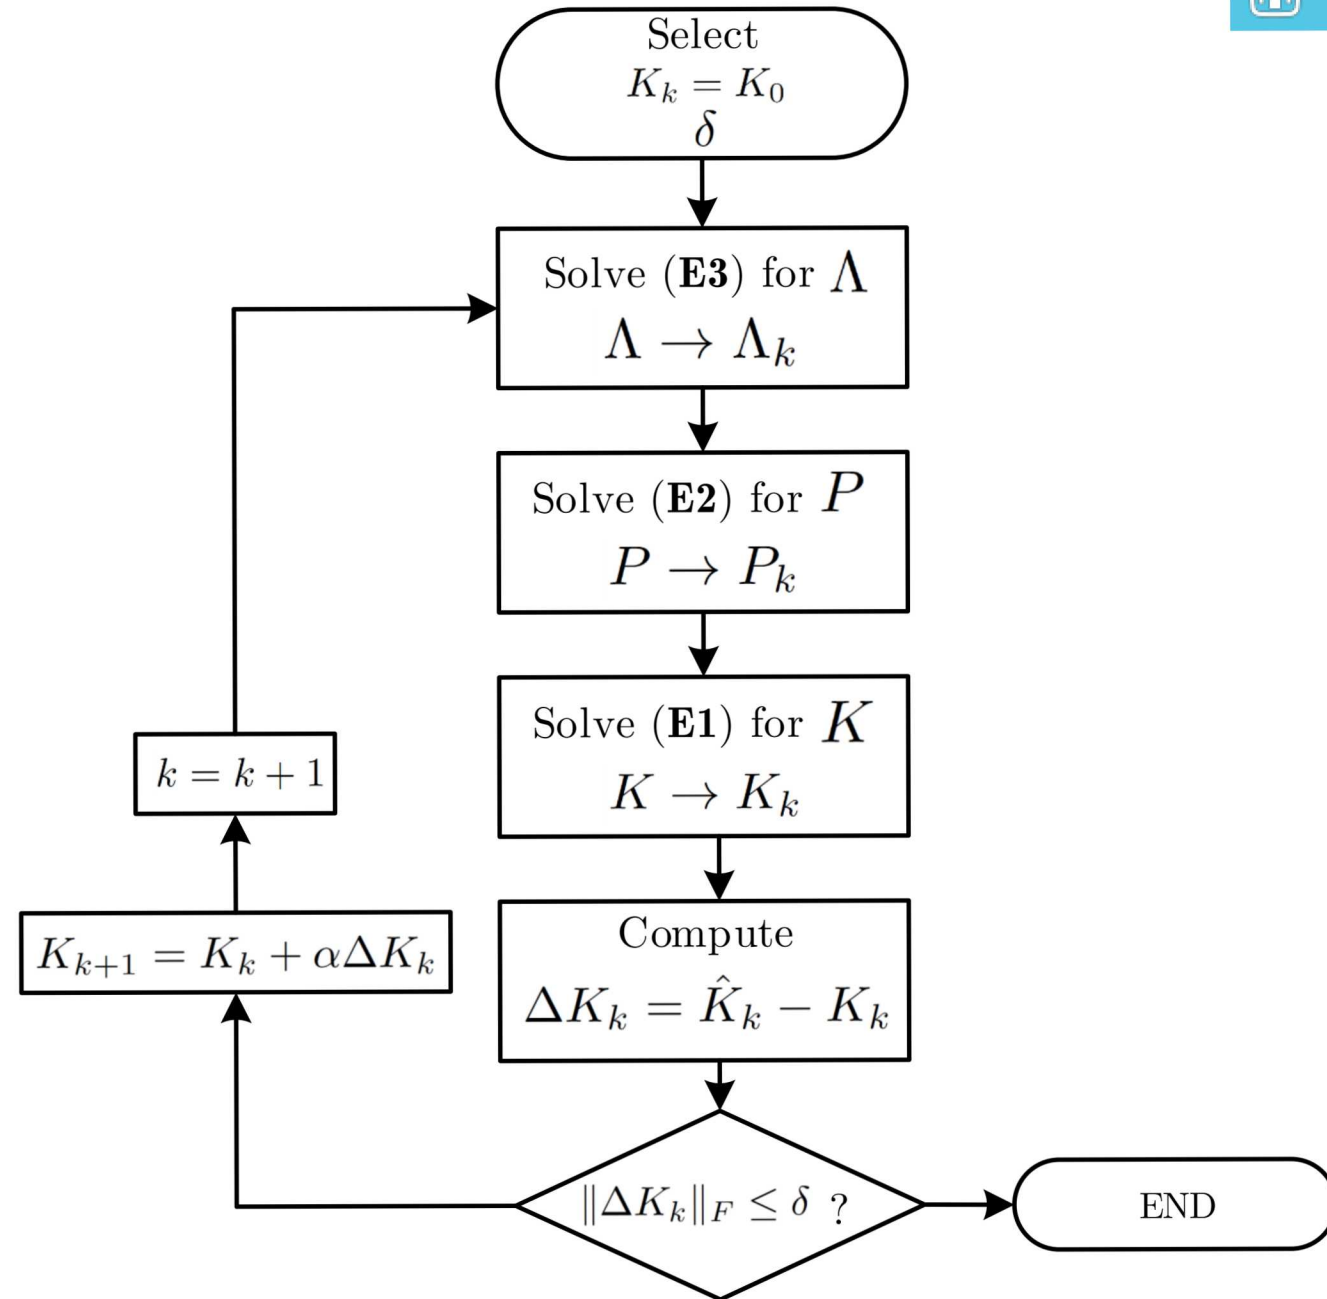 Select
K_k = K_0
δ
Solve (E3) for Λ
Λ → Λ_k
Solve (E2) for P
P → P_k
Solve (E1) for K
K → K_k
Compute
ΔK_k = K̂_k − K_k
‖ΔK_k‖_F ≤ δ ?
END
K_{k+1} = K_k + αΔK_k
k = k + 1